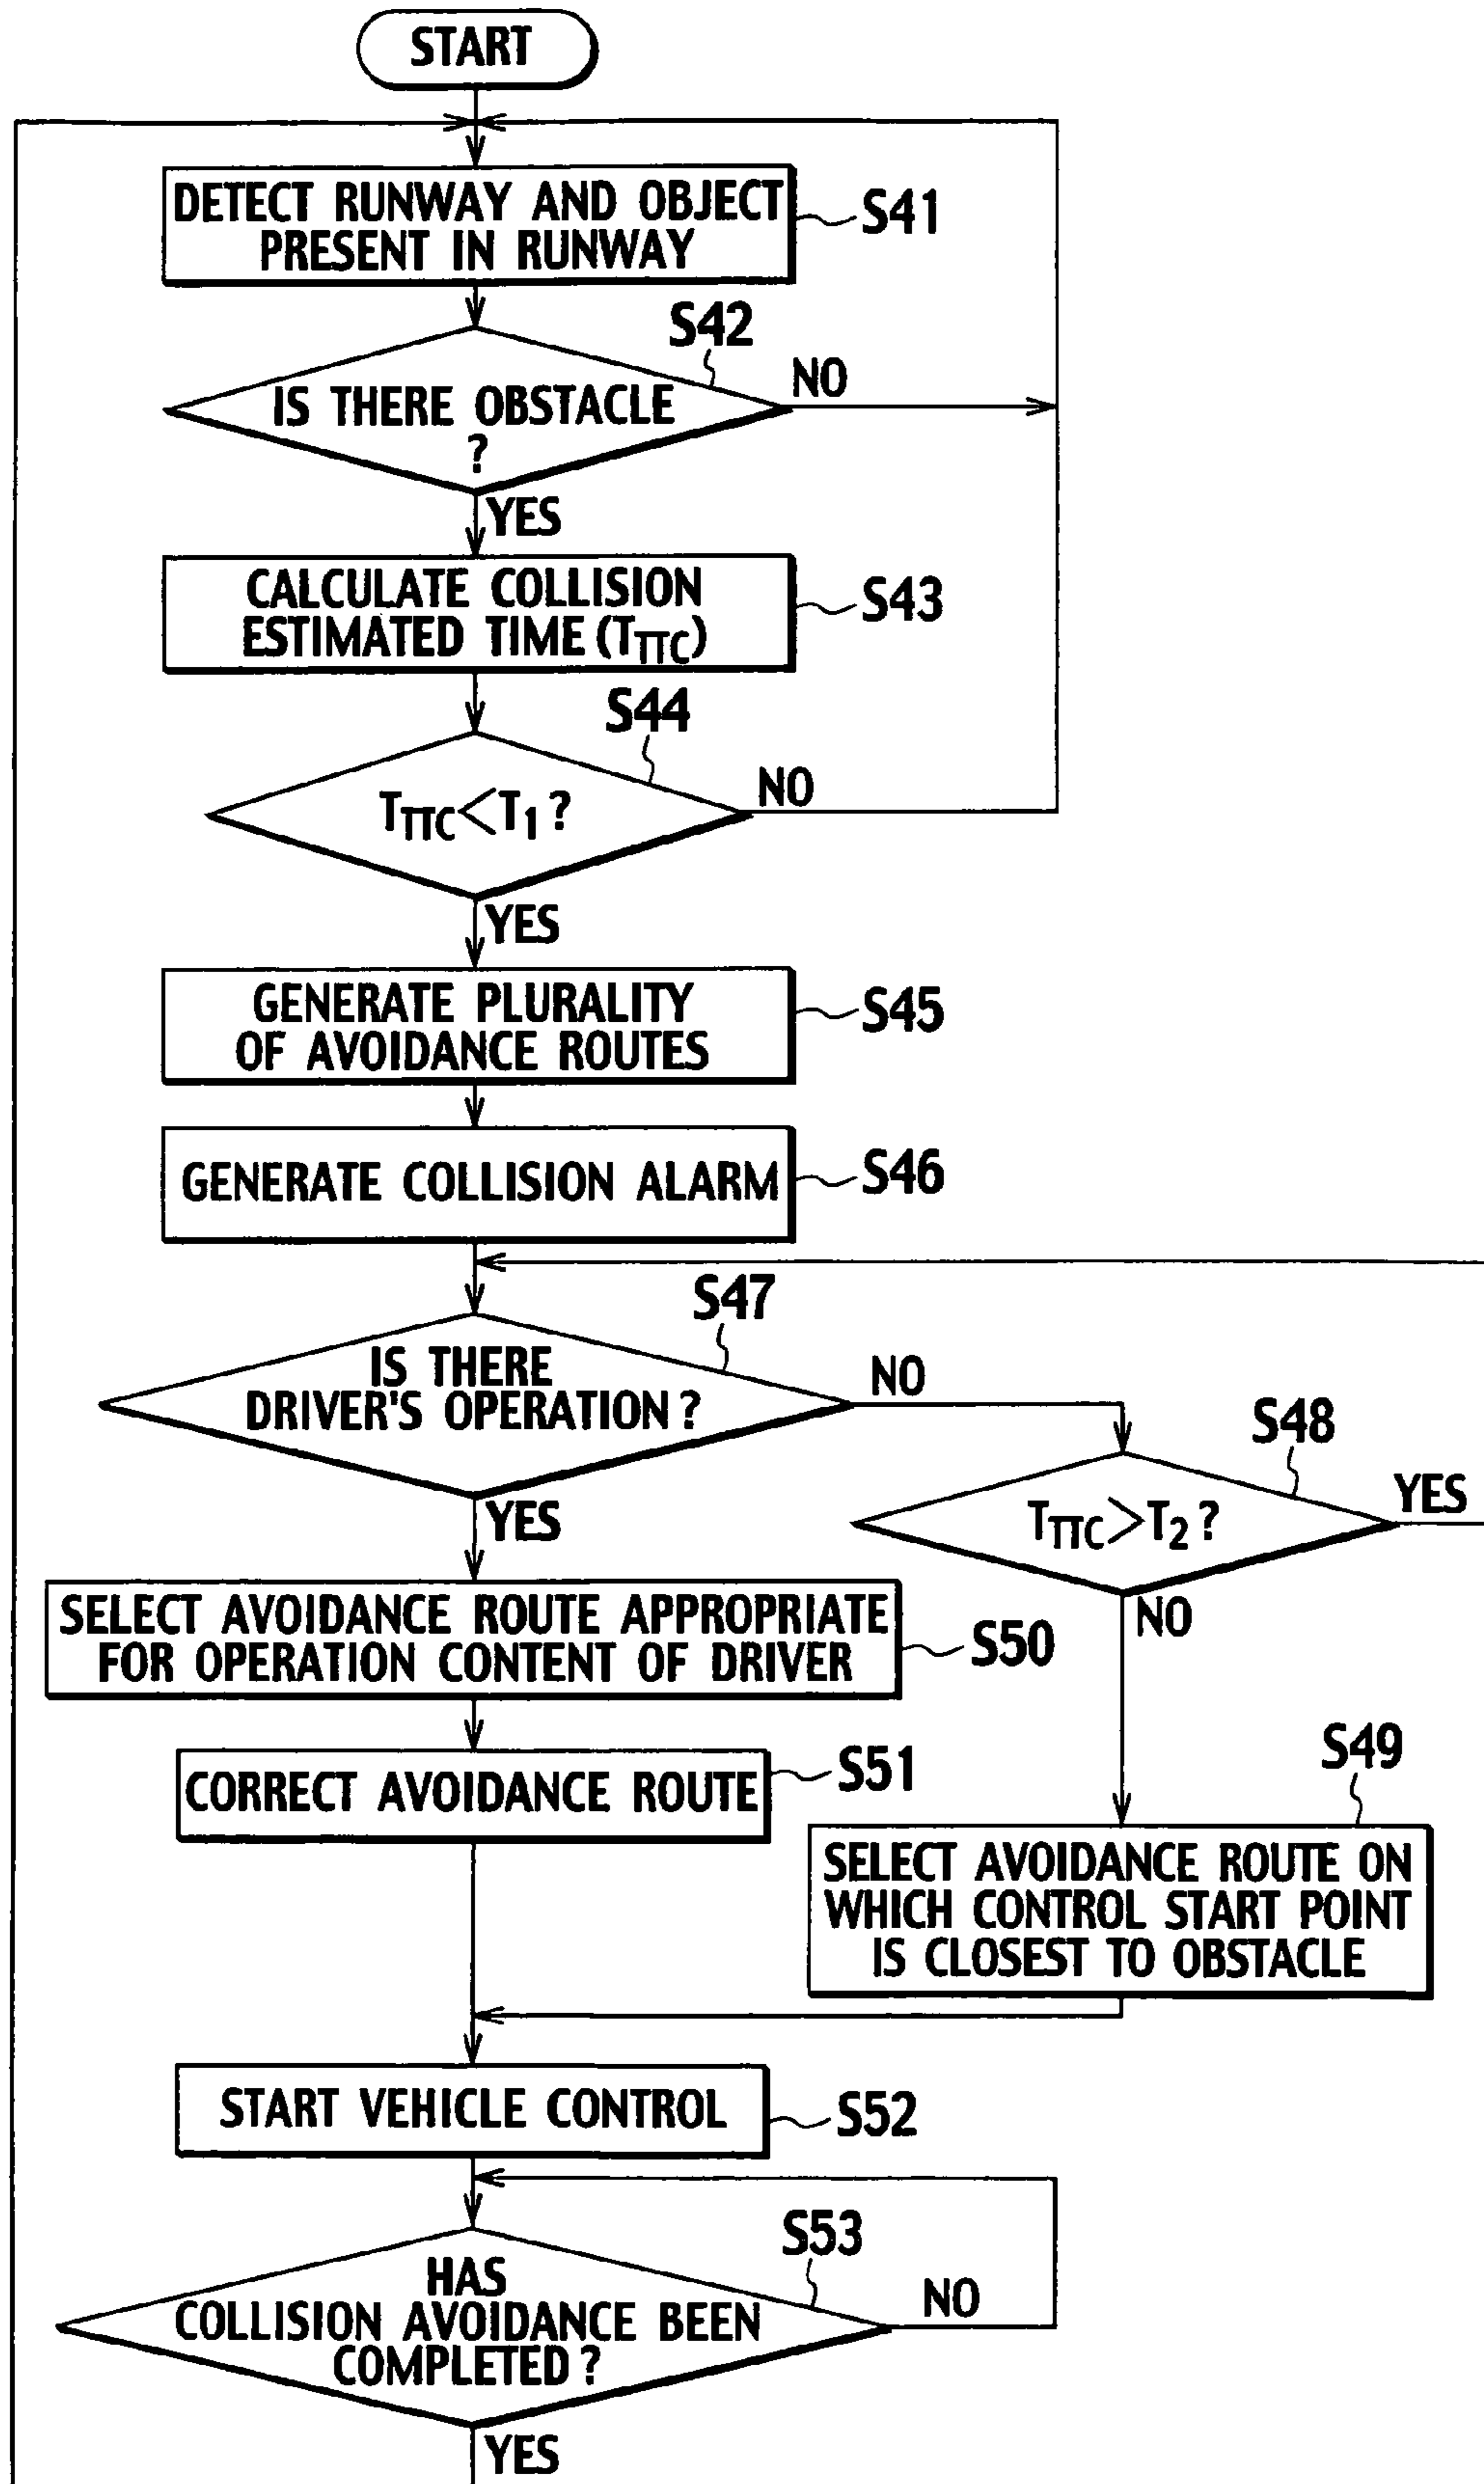 START
DETECT RUNWAY AND OBJECT
PRESENT IN RUNWAY
S41
S42
IS THERE OBSTACLE
?
NO
YES
CALCULATE COLLISION
ESTIMATED TIME (TTTC)
S43
S44
TTTC<T1 ?
NO
YES
GENERATE PLURALITY
OF AVOIDANCE ROUTES
S45
GENERATE COLLISION ALARM
S46
S47
IS THERE
DRIVER'S OPERATION ?
NO
YES
S48
TTTC>T2 ?
YES
NO
SELECT AVOIDANCE ROUTE APPROPRIATE
FOR OPERATION CONTENT OF DRIVER
S50
CORRECT AVOIDANCE ROUTE
S51
S49
SELECT AVOIDANCE ROUTE ON
WHICH CONTROL START POINT
IS CLOSEST TO OBSTACLE
START VEHICLE CONTROL
S52
S53
HAS
COLLISION AVOIDANCE BEEN
COMPLETED ?
NO
YES